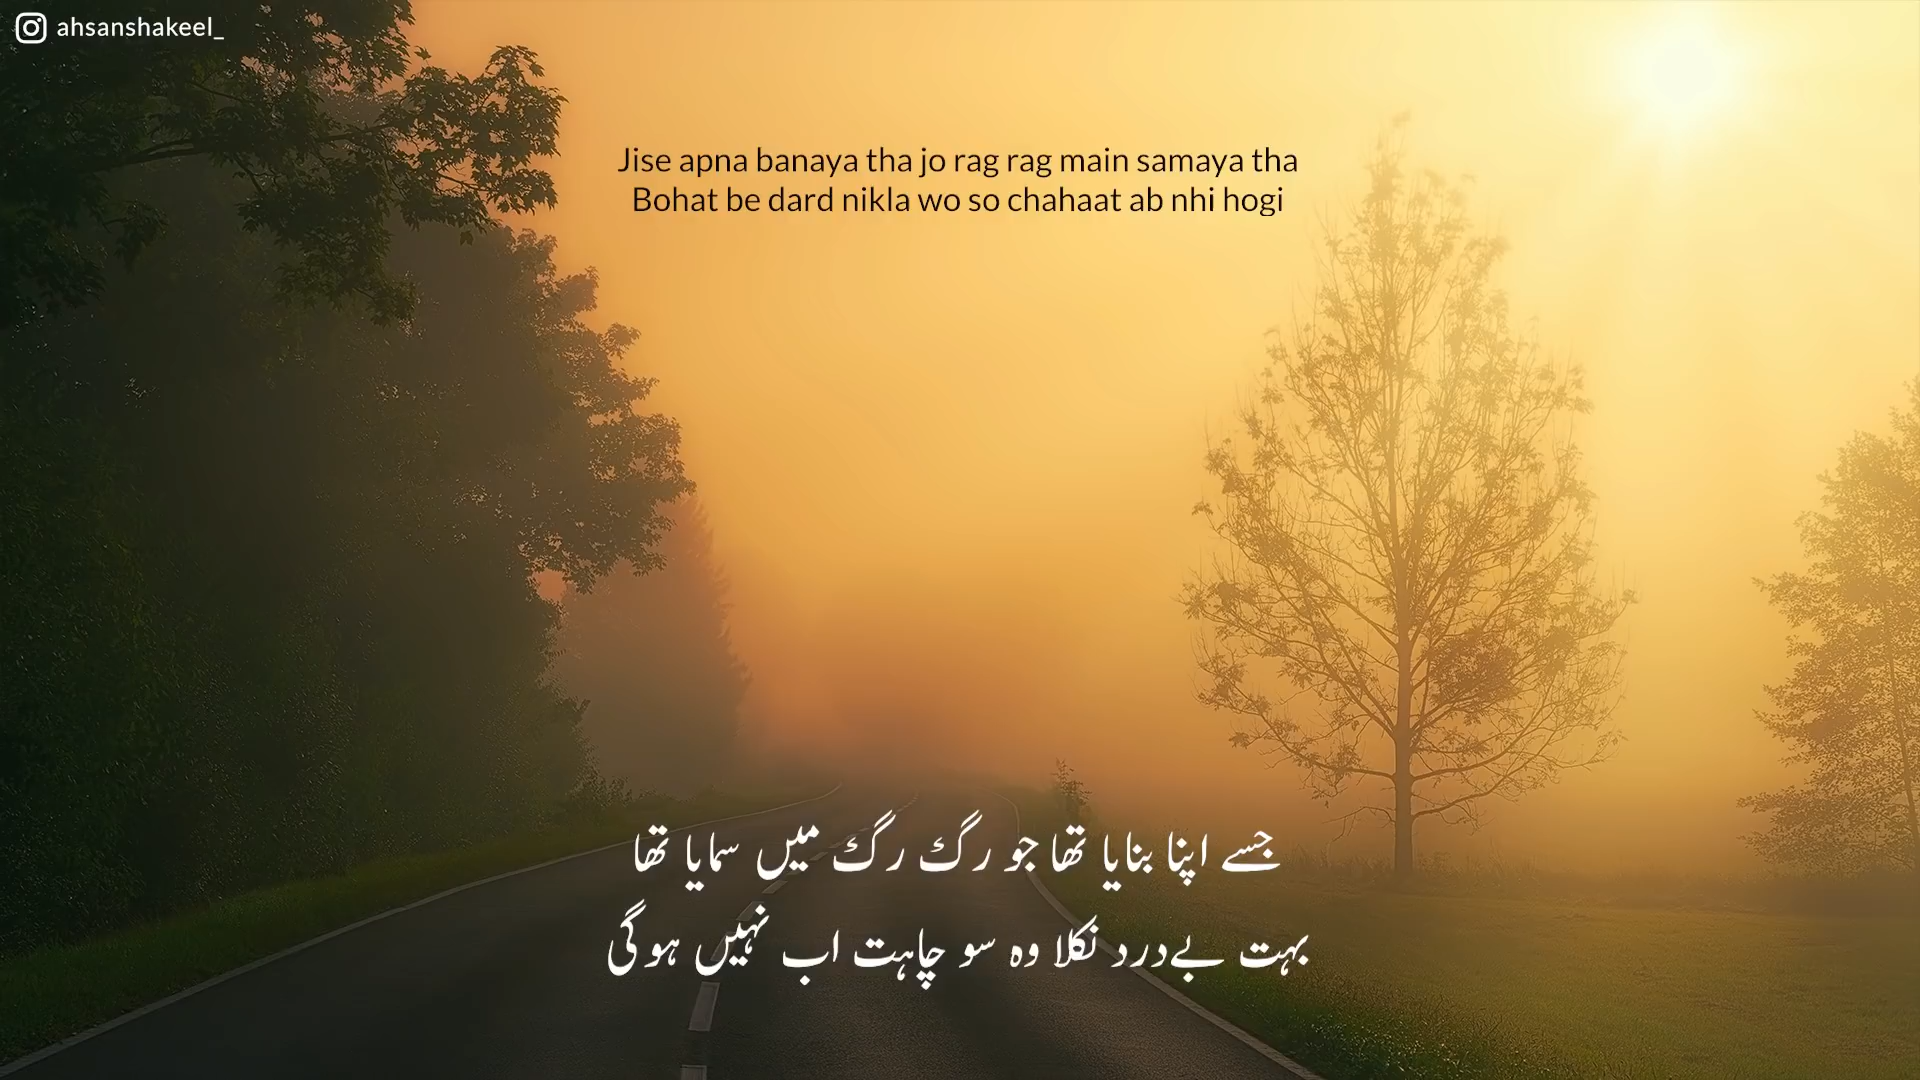 ahsanshakeel_
Jise apna banaya tha jo rag rag main samaya tha
Bohat be dard nikla wo so chahaat ab nhi hogi
جسے اپنا بنایا تھا جو رگ رگ میں سمایا تھا
بہت بےدرد نکلا وہ سو چاہت اب نہیں ہوگی